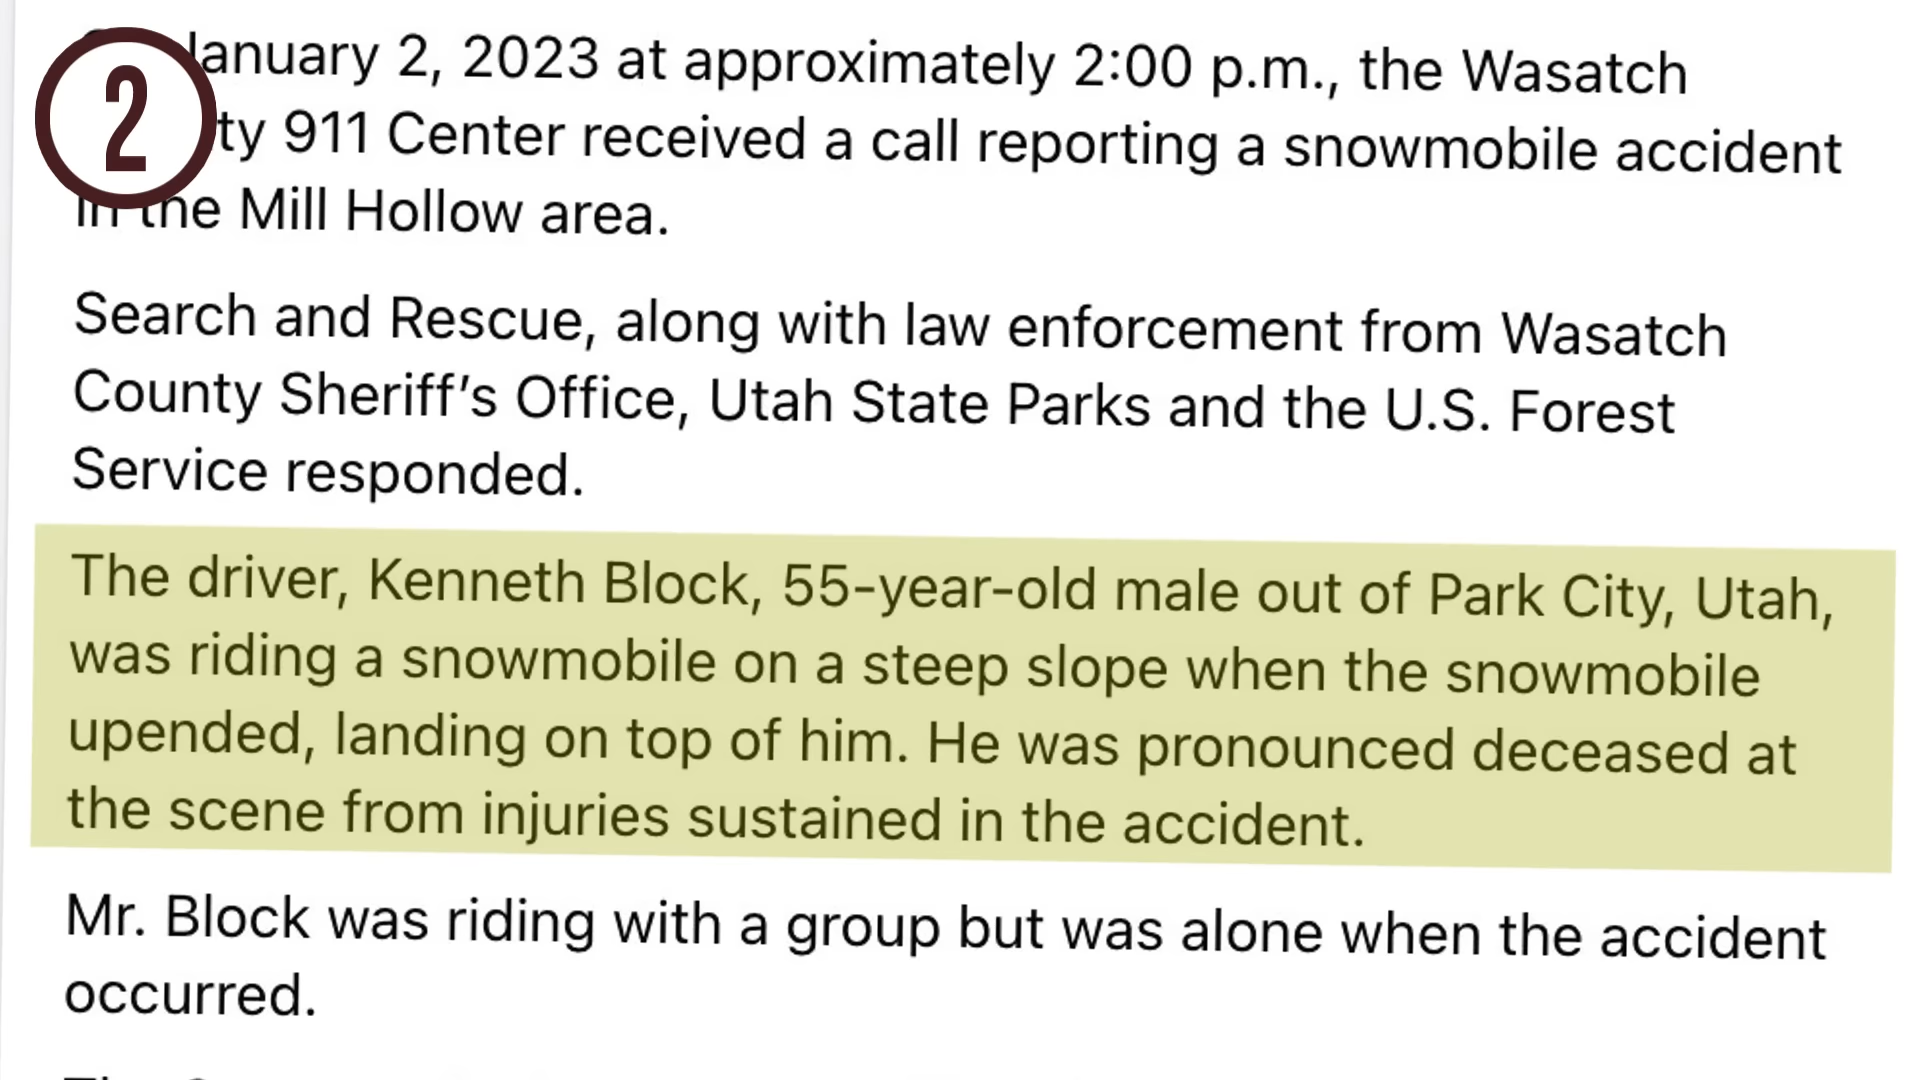 2
January 2, 2023 at approximately 2:00 p.m., the Wasatch
ty 911 Center received a call reporting a snowmobile accident
in the Mill Hollow area.
Search and Rescue, along with law enforcement from Wasatch
County Sheriff's Office, Utah State Parks and the U.S. Forest
Service responded.
The driver, Kenneth Block, 55-year-old male out of Park City, Utah,
was riding a snowmobile on a steep slope when the snowmobile
upended, landing on top of him. He was pronounced deceased at
the scene from injuries sustained in the accident.
Mr. Block was riding with a group but was alone when the accident
occurred.